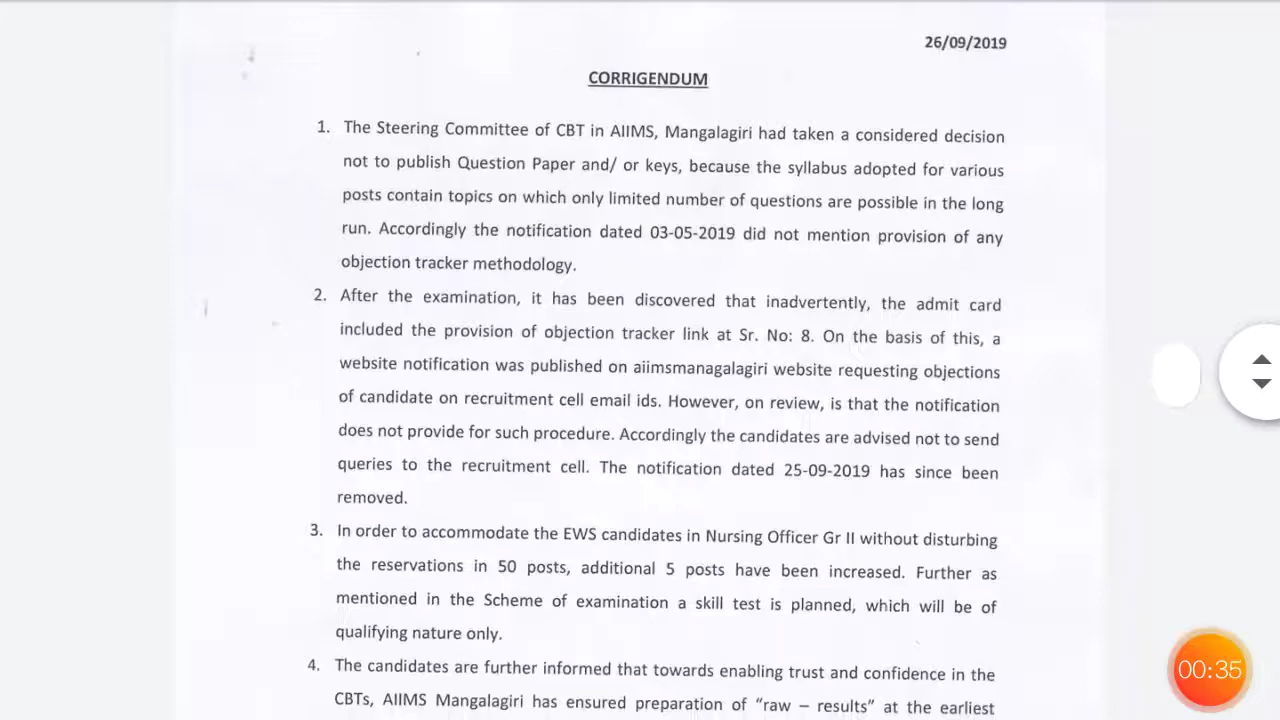 26/09/2019
CORRIGENDUM
1. The Steering Committee of CBT in AIIMS, Mangalagiri had taken a considered decision
not to publish Question Paper and/ or keys, because the syllabus adopted for various
posts contain topics on which only limited number of questions are possible in the long
run. Accordingly the notification dated 03-05-2019 did not mention provision of any
objection tracker methodology.
2. After the examination, it has been discovered that inadvertently, the admit card
included the provision of objection tracker link at Sr. No: 8. On the basis of this, a
website notification was published on aiimsmanagalagiri website requesting objections
of candidate on recruitment cell email ids. However, on review, is that the notification
does not provide for such procedure. Accordingly the candidates are advised not to send
queries to the recruitment cell. The notification dated 25-09-2019 has since been
removed.
3. In order to accommodate the EWS candidates in Nursing Officer Gr II without disturbing
the reservations in 50 posts, additional 5 posts have been increased. Further as
mentioned in the Scheme of examination a skill test is planned, which will be of
qualifying nature only.
4. The candidates are further informed that towards enabling trust and confidence in the
CBTs, AIIMS Mangalagiri has ensured preparation of "raw – results" at the earliest
00:35